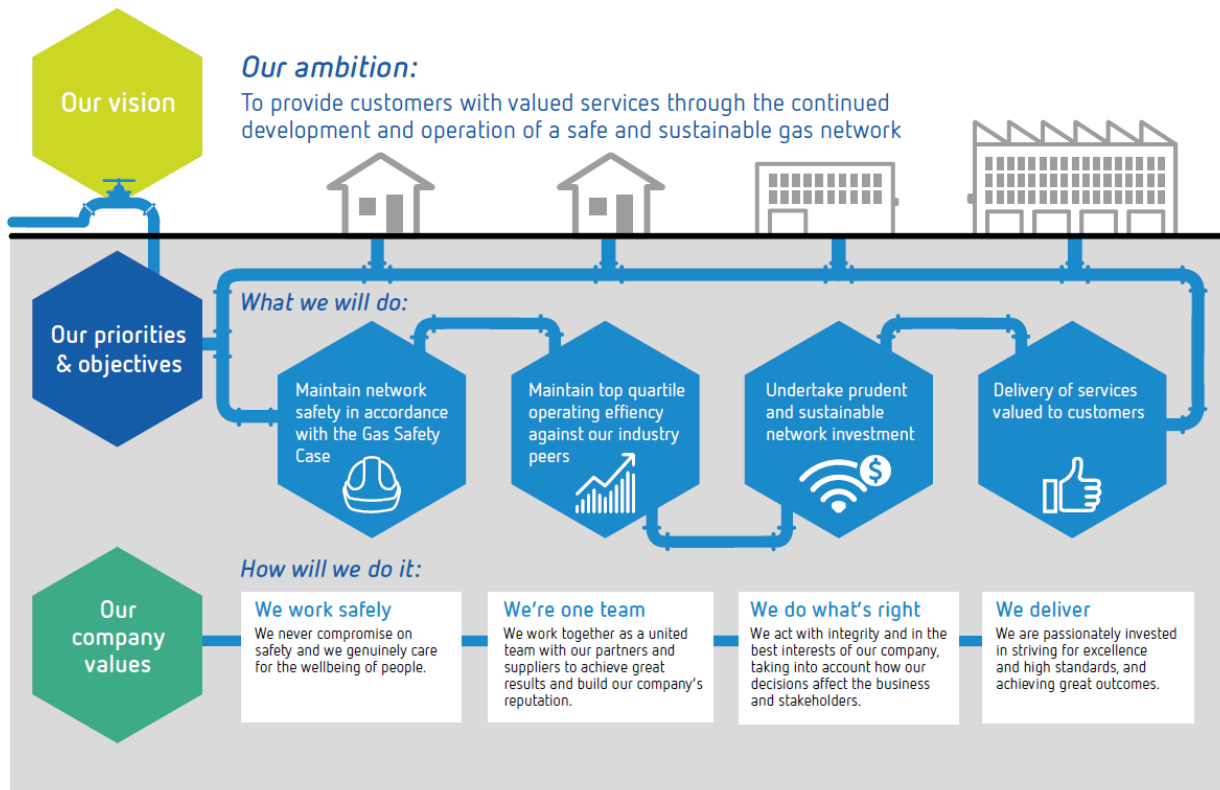 Our vision
Our ambition:
To provide customers with valued services through the continued
development and operation of a safe and sustainable gas network
Our priorities
& objectives
What we will do:
Maintain network
safety in accordance
with the Gas Safety
Case
Maintain top quartile
operating effiency
against our industry
peers
Undertake prudent
and sustainable
network investment
$
Delivery of services
valued to customers
Our
company
values
How will we do it:
We work safely
We never compromise on
safety and we genuinely care
for the wellbeing of people.
We're one team
We work together as a united
team with our partners and
suppliers to achieve great
results and build our company's
reputation.
We do what's right
We act with integrity and in the
best interests of our company,
taking into account how our
decisions affect the business
and stakeholders.
We deliver
We are passionately invested
in striving for excellence
and high standards, and
achieving great outcomes.